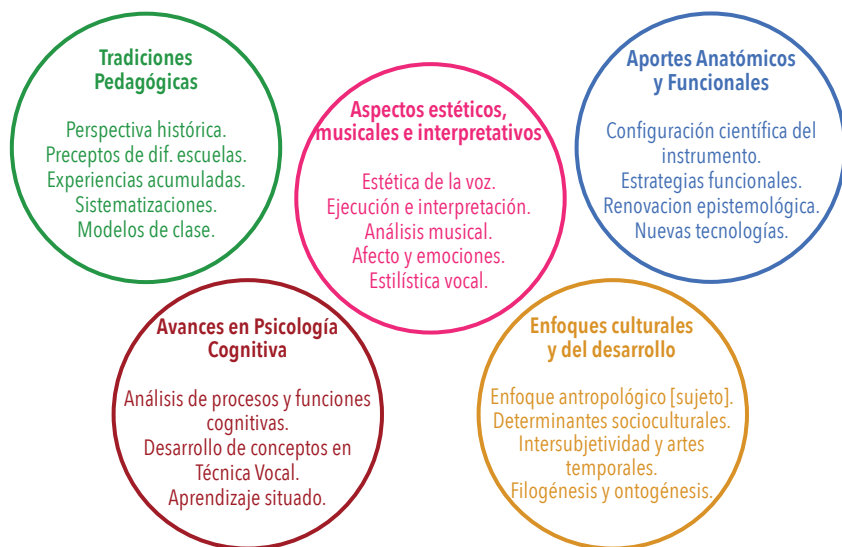 Tradiciones
Pedagógicas
Perspectiva histórica.
Preceptos de dif. escuelas.
Experiencias acumuladas.
Sistematizaciones.
Modelos de clase.
Aspectos estéticos,
musicales e interpretativos
Estética de la voz.
Ejecución e interpretación.
Análisis musical.
Afecto y emociones.
Estilística vocal.
Aportes Anatómicos
y Funcionales
Configuración científica del
instrumento.
Estrategias funcionales.
Renovacion epistemológica.
Nuevas tecnologías.
Avances en Psicología
Cognitiva
Análisis de procesos y funciones
cognitivas.
Desarrollo de conceptos en
Técnica Vocal.
Aprendizaje situado.
Enfoques culturales
y del desarrollo
Enfoque antropológico [sujeto].
Determinantes socioculturales.
Intersubjetividad y artes
temporales.
Filogénesis y ontogénesis.